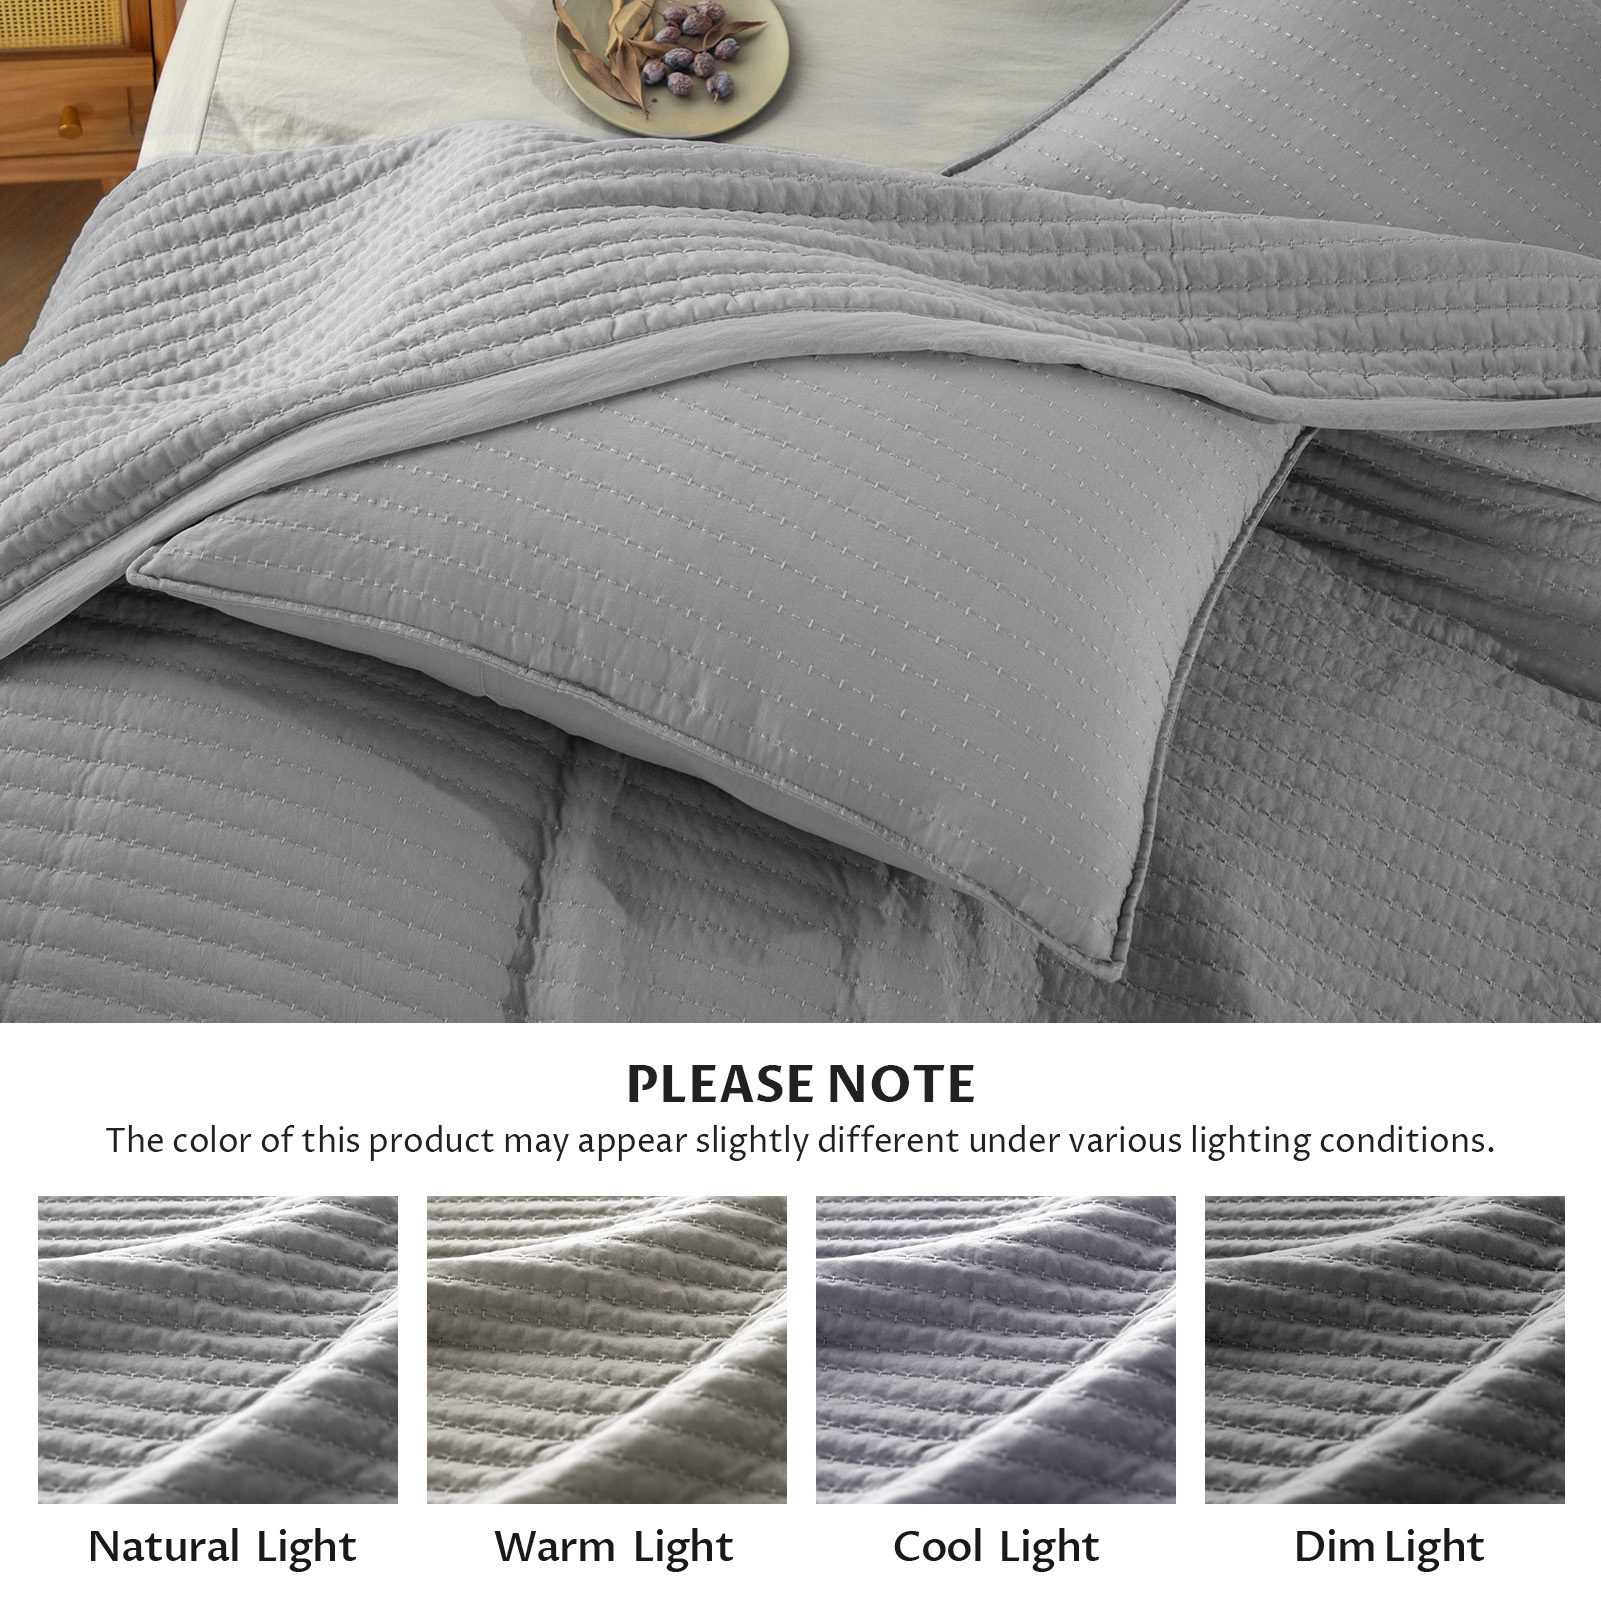 PLEASE NOTE
The color of this product may appear slightly different under various lighting conditions.
Natural Light
Warm Light
Cool Light
Dim Light